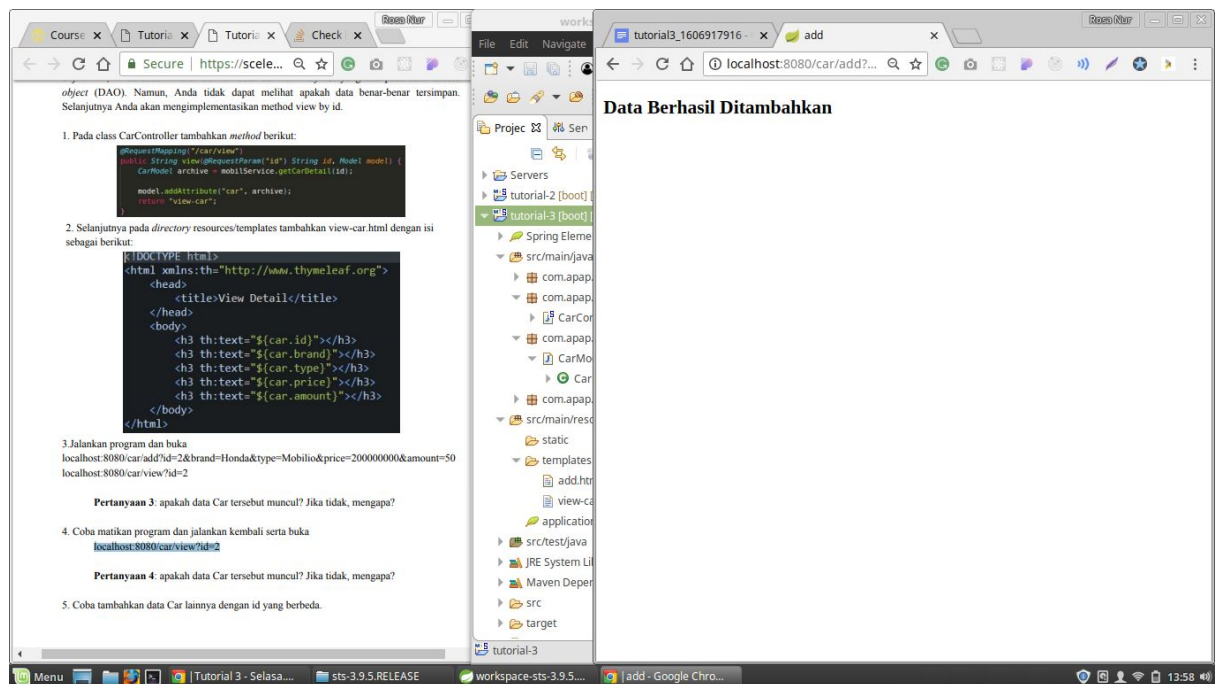 Rosa Nur
Course
Tutoria
Tutoria
Check
Secure | https://scele...
object (DAO). Namun, Anda tidak dapat melihat apakah data benar-benar tersimpan.
Selanjutnya Anda akan mengimplementasikan method view by id.
1. Pada class CarController tambahkan method berikut:
@RequestMapping("/car/view")
public String view(@RequestParam("id") String id, Model model) {
CarModel archive = mobilService.getCarDetail(id);
model.addAttribute("car", archive);
return "view-car";
}
2. Selanjutnya pada directory resources/templates tambahkan view-car.html dengan isi
sebagai berikut:
<!DOCTYPE html>
<html xmlns:th="http://www.thymeleaf.org">
<head>
<title>View Detail</title>
</head>
<body>
<h3 th:text="${car.id}"></h3>
<h3 th:text="${car.brand}"></h3>
<h3 th:text="${car.type}"></h3>
<h3 th:text="${car.price}"></h3>
<h3 th:text="${car.amount}"></h3>
</body>
</html>
3.Jalankan program dan buka
localhost:8080/car/add?id=2&brand=Honda&type=Mobilio&price=200000000&amount=50
localhost:8080/car/view?id=2
Pertanyaan 3: apakah data Car tersebut muncul? Jika tidak, mengapa?
4. Coba matikan program dan jalankan kembali serta buka
localhost:8080/car/view?id=2
Pertanyaan 4: apakah data Car tersebut muncul? Jika tidak, mengapa?
5. Coba tambahkan data Car lainnya dengan id yang berbeda.
works
File Edit Navigate
Projec
Ser
Servers
tutorial-2 [boot] [
tutorial-3 [boot] [
Spring Eleme
src/main/java
com.apap.
com.apap.
CarCor
com.apap.
CarMo
Car
com.apap.
src/main/reso
static
templates
add.htr
view-ca
application
src/test/java
JRE System Li
Maven Deper
src
target
tutorial-3
Rosa Nur
tutorial3_1606917916 -
add
localhost:8080/car/add?...
Data Berhasil Ditambahkan
Menu
| Tutorial 3 - Selasa....
sts-3.9.5.RELEASE
workspace-sts-3.9.5....
| add - Google Chro...
13:58